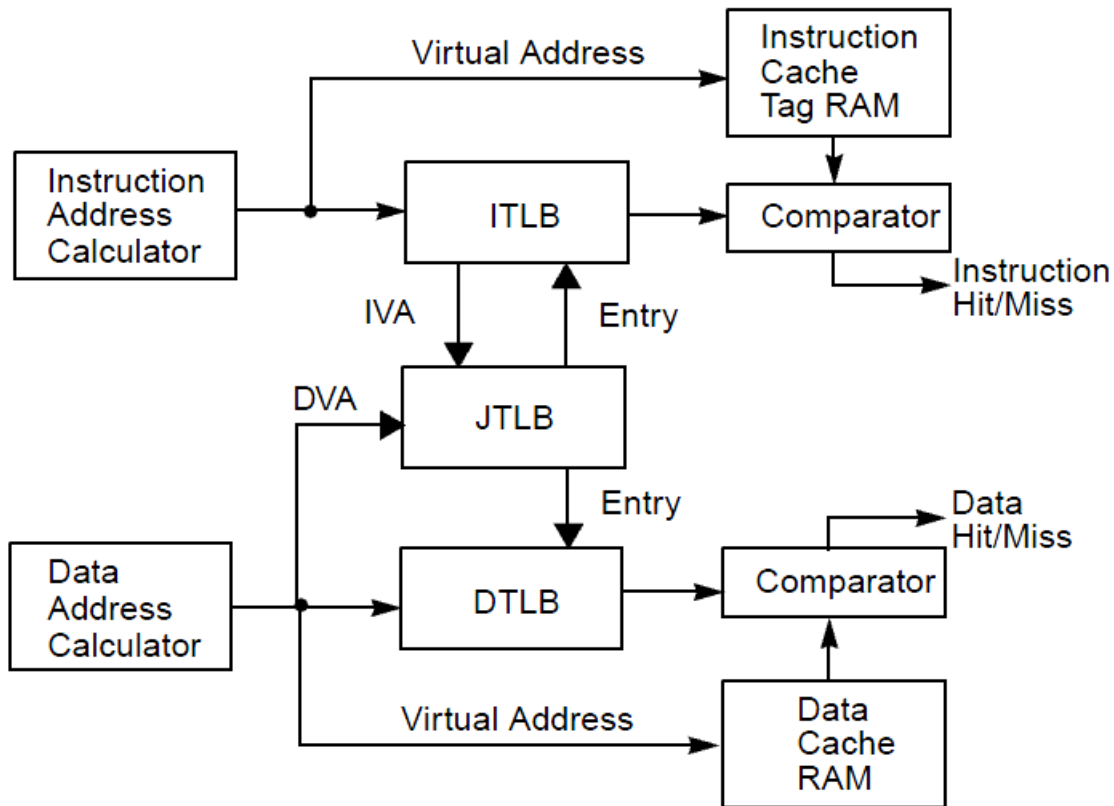 Virtual Address
Instruction
Cache
Tag RAM
Instruction
Address
Calculator
ITLB
Comparator
Instruction
Hit/Miss
IVA
Entry
DVA
JTLB
Entry
Data
Hit/Miss
Data
Address
Calculator
DTLB
Comparator
Virtual Address
Data
Cache
RAM